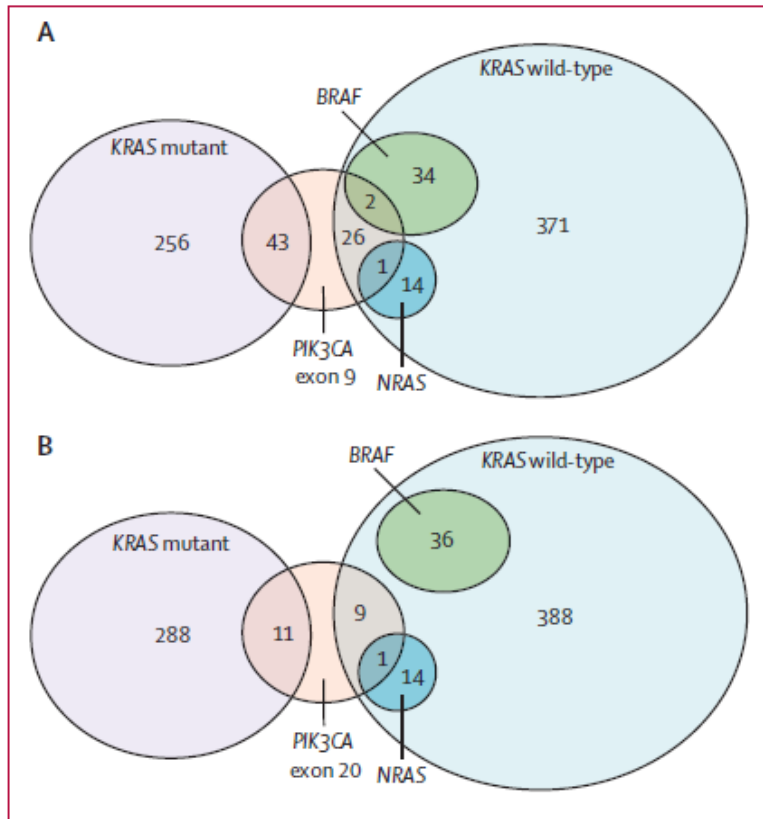 A
KRAS wild-type
BRAF
KRAS mutant
34
2
256
43
26
371
1
14
PIK3CA
exon 9
NRAS
B
BRAF
KRAS wild-type
KRAS mutant
36
9
388
288
11
1
14
PIK3CA
exon 20
NRAS